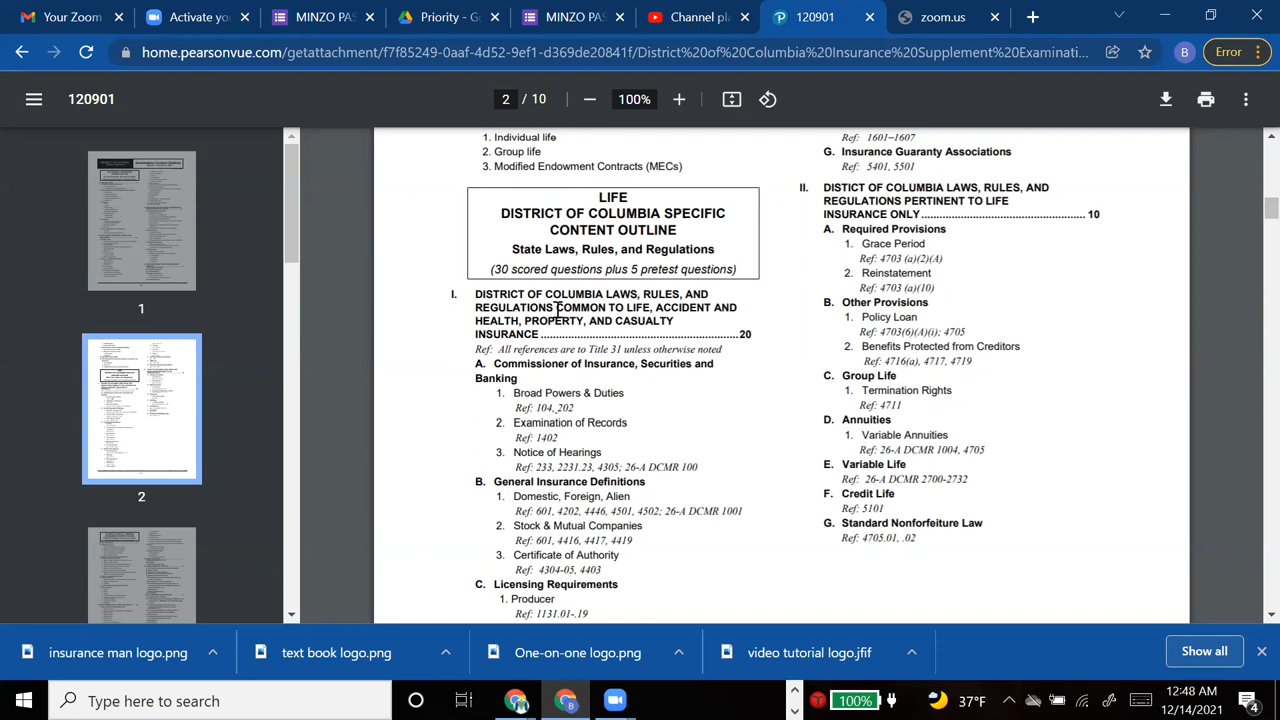 Your Zoom
Activate yo
MINZO PAS
Priority - Go
MINZO PAS
Channel pl
120901
zoom.us
home.pearsonvue.com/getattachment/f7f85249-0aaf-4d52-9ef1-d369de20841f/District%20of%20Columbia%20Insurance%20Supplement%20Examinati...
B
Error
120901
2 / 10
100%
1
2
1. Individual life
2. Group life
3. Modified Endowment Contracts (MECs)
LIFE
DISTRICT OF COLUMBIA SPECIFIC
CONTENT OUTLINE
State Laws, Rules, and Regulations
(30 scored questions plus 5 pretest questions)
I. DISTRICT OF COLUMBIA LAWS, RULES, AND
REGULATIONS COMMON TO LIFE, ACCIDENT AND
HEALTH, PROPERTY, AND CASUALTY
INSURANCE.......................................................... 20
Ref: All references are to Title 31 unless otherwise noted
A. Commissioner of Insurance, Securities and
Banking
1. Broad Powers & Duties
Ref: 104, 202
2. Examination of Records
Ref: 1402
3. Notice of Hearings
Ref: 233, 2231.23, 4305; 26-A DCMR 100
B. General Insurance Definitions
1. Domestic, Foreign, Alien
Ref: 601, 4202, 4446, 4501, 4502; 26-A DCMR 1001
2. Stock & Mutual Companies
Ref: 601, 4416, 4417, 4419
3. Certificate of Authority
Ref: 4304-05, 4403
C. Licensing Requirements
1. Producer
Ref: 1131.01-.19
Ref: 1601–1607
G. Insurance Guaranty Associations
Ref: 5401, 5501
II. DISTICT OF COLUMBIA LAWS, RULES, AND
REGULATIONS PERTINENT TO LIFE
INSURANCE ONLY................................................ 10
A. Required Provisions
1. Grace Period
Ref: 4703 (a)(2)(A)
2. Reinstatement
Ref: 4703 (a)(10)
B. Other Provisions
1. Policy Loan
Ref: 4703(6)(A)(i); 4705
2. Benefits Protected from Creditors
Ref: 4716(a), 4717, 4719
C. Group Life
1. Termination Rights
Ref: 4711
D. Annuities
1. Variable Annuities
Ref: 26-A DCMR 1004, 4705
E. Variable Life
Ref: 26-A DCMR 2700-2732
F. Credit Life
Ref: 5101
G. Standard Nonforfeiture Law
Ref: 4705.01, .02
insurance man logo.png
text book logo.png
One-on-one logo.png
video tutorial logo.jfif
Show all
Type here to search
100%
37°F
12:48 AM
12/14/2021
4